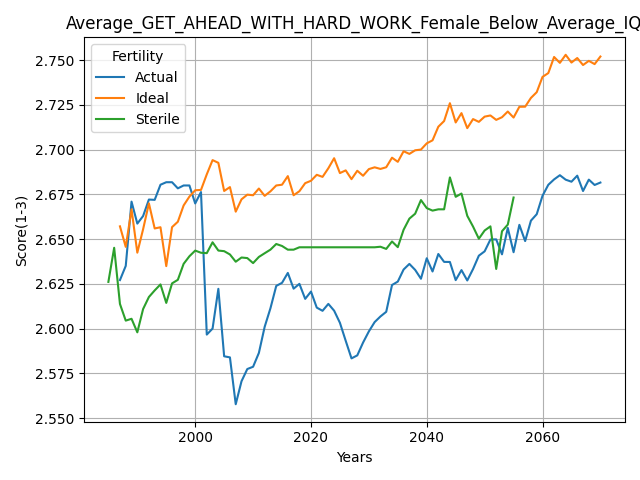 Average_GET_AHEAD_WITH_HARD_WORK_Female_Below_Average_IQ
Fertility
Actual
Ideal
Sterile
Score(1-3)
2.750
2.725
2.700
2.675
2.650
2.625
2.600
2.575
2.550
2000 2020 2040 2060
Years